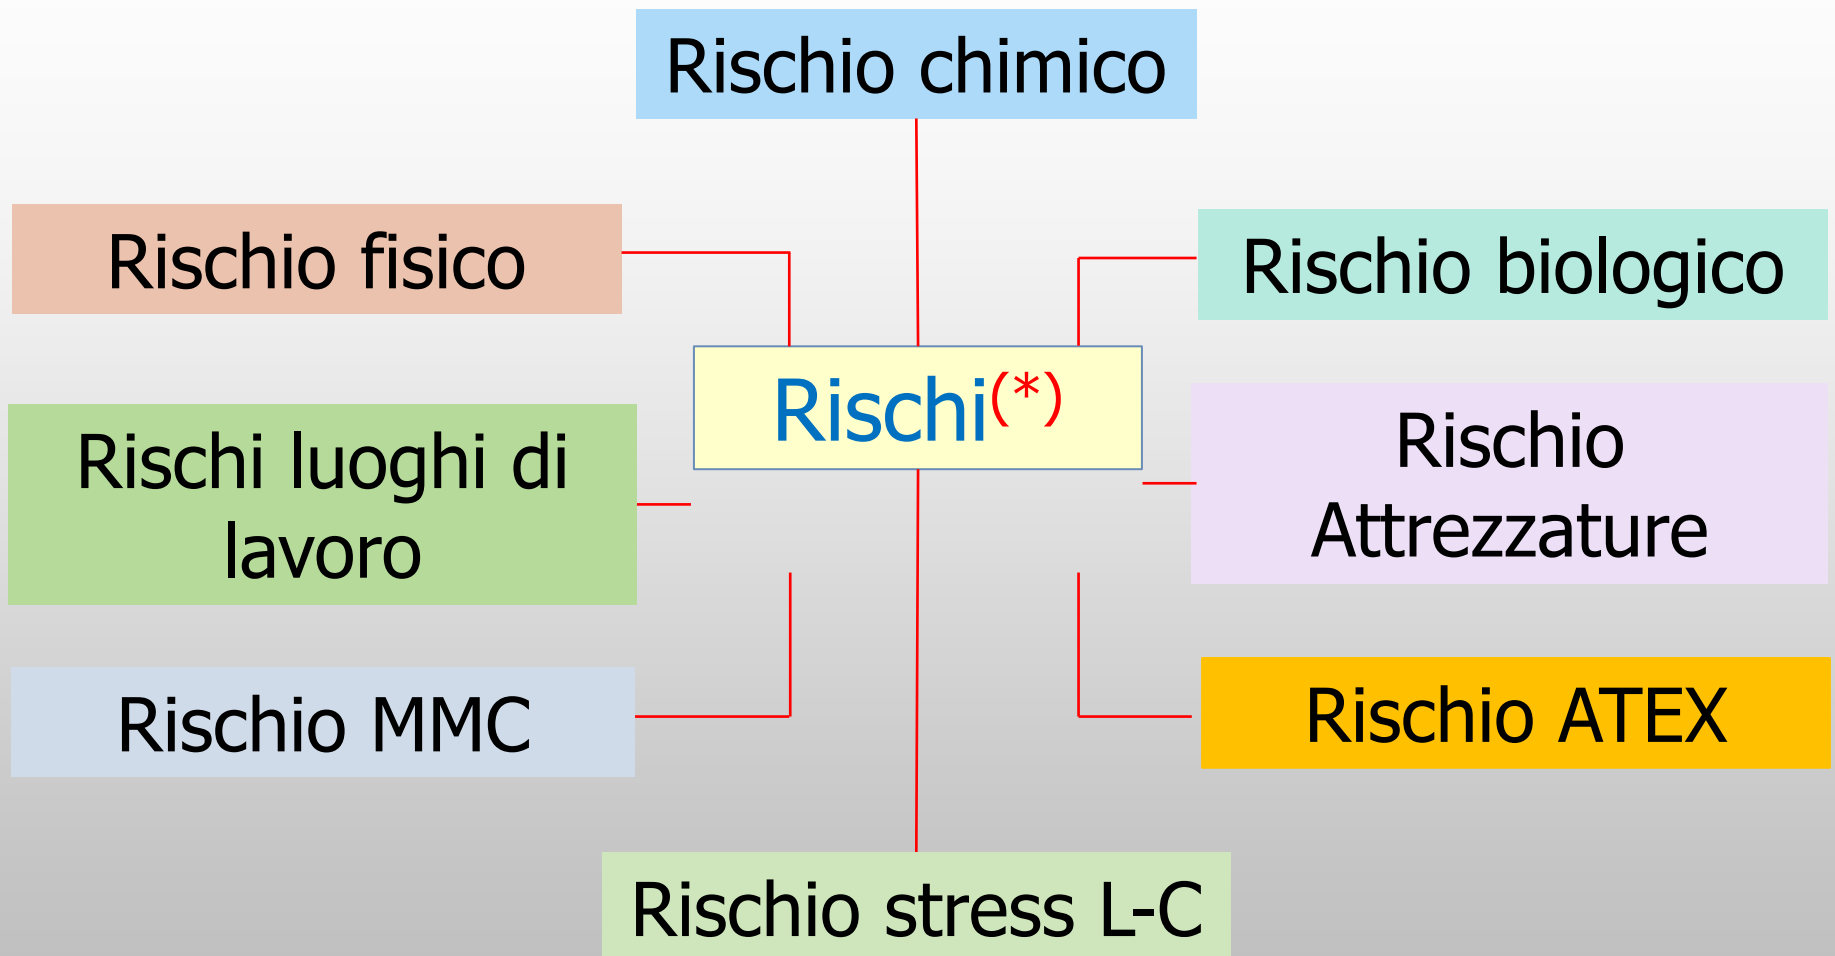 Rischio chimico
Rischio fisico
Rischio biologico
Rischi(*)
Rischi luoghi di
lavoro
Rischio
Attrezzature
Rischio MMC
Rischio ATEX
Rischio stress L-C